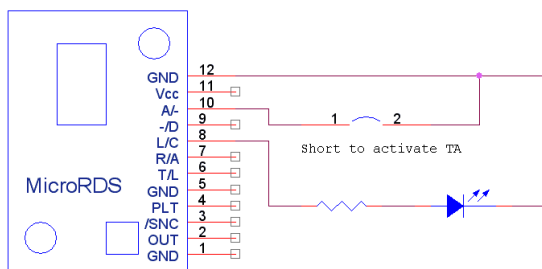 GND 12
Vcc 11
A/- 10
-/D 9
L/C 8
R/A 7
T/L 6
GND 5
PLT 4
/SNC 3
OUT 2
GND 1
MicroRDS
1 2
Short to activate TA